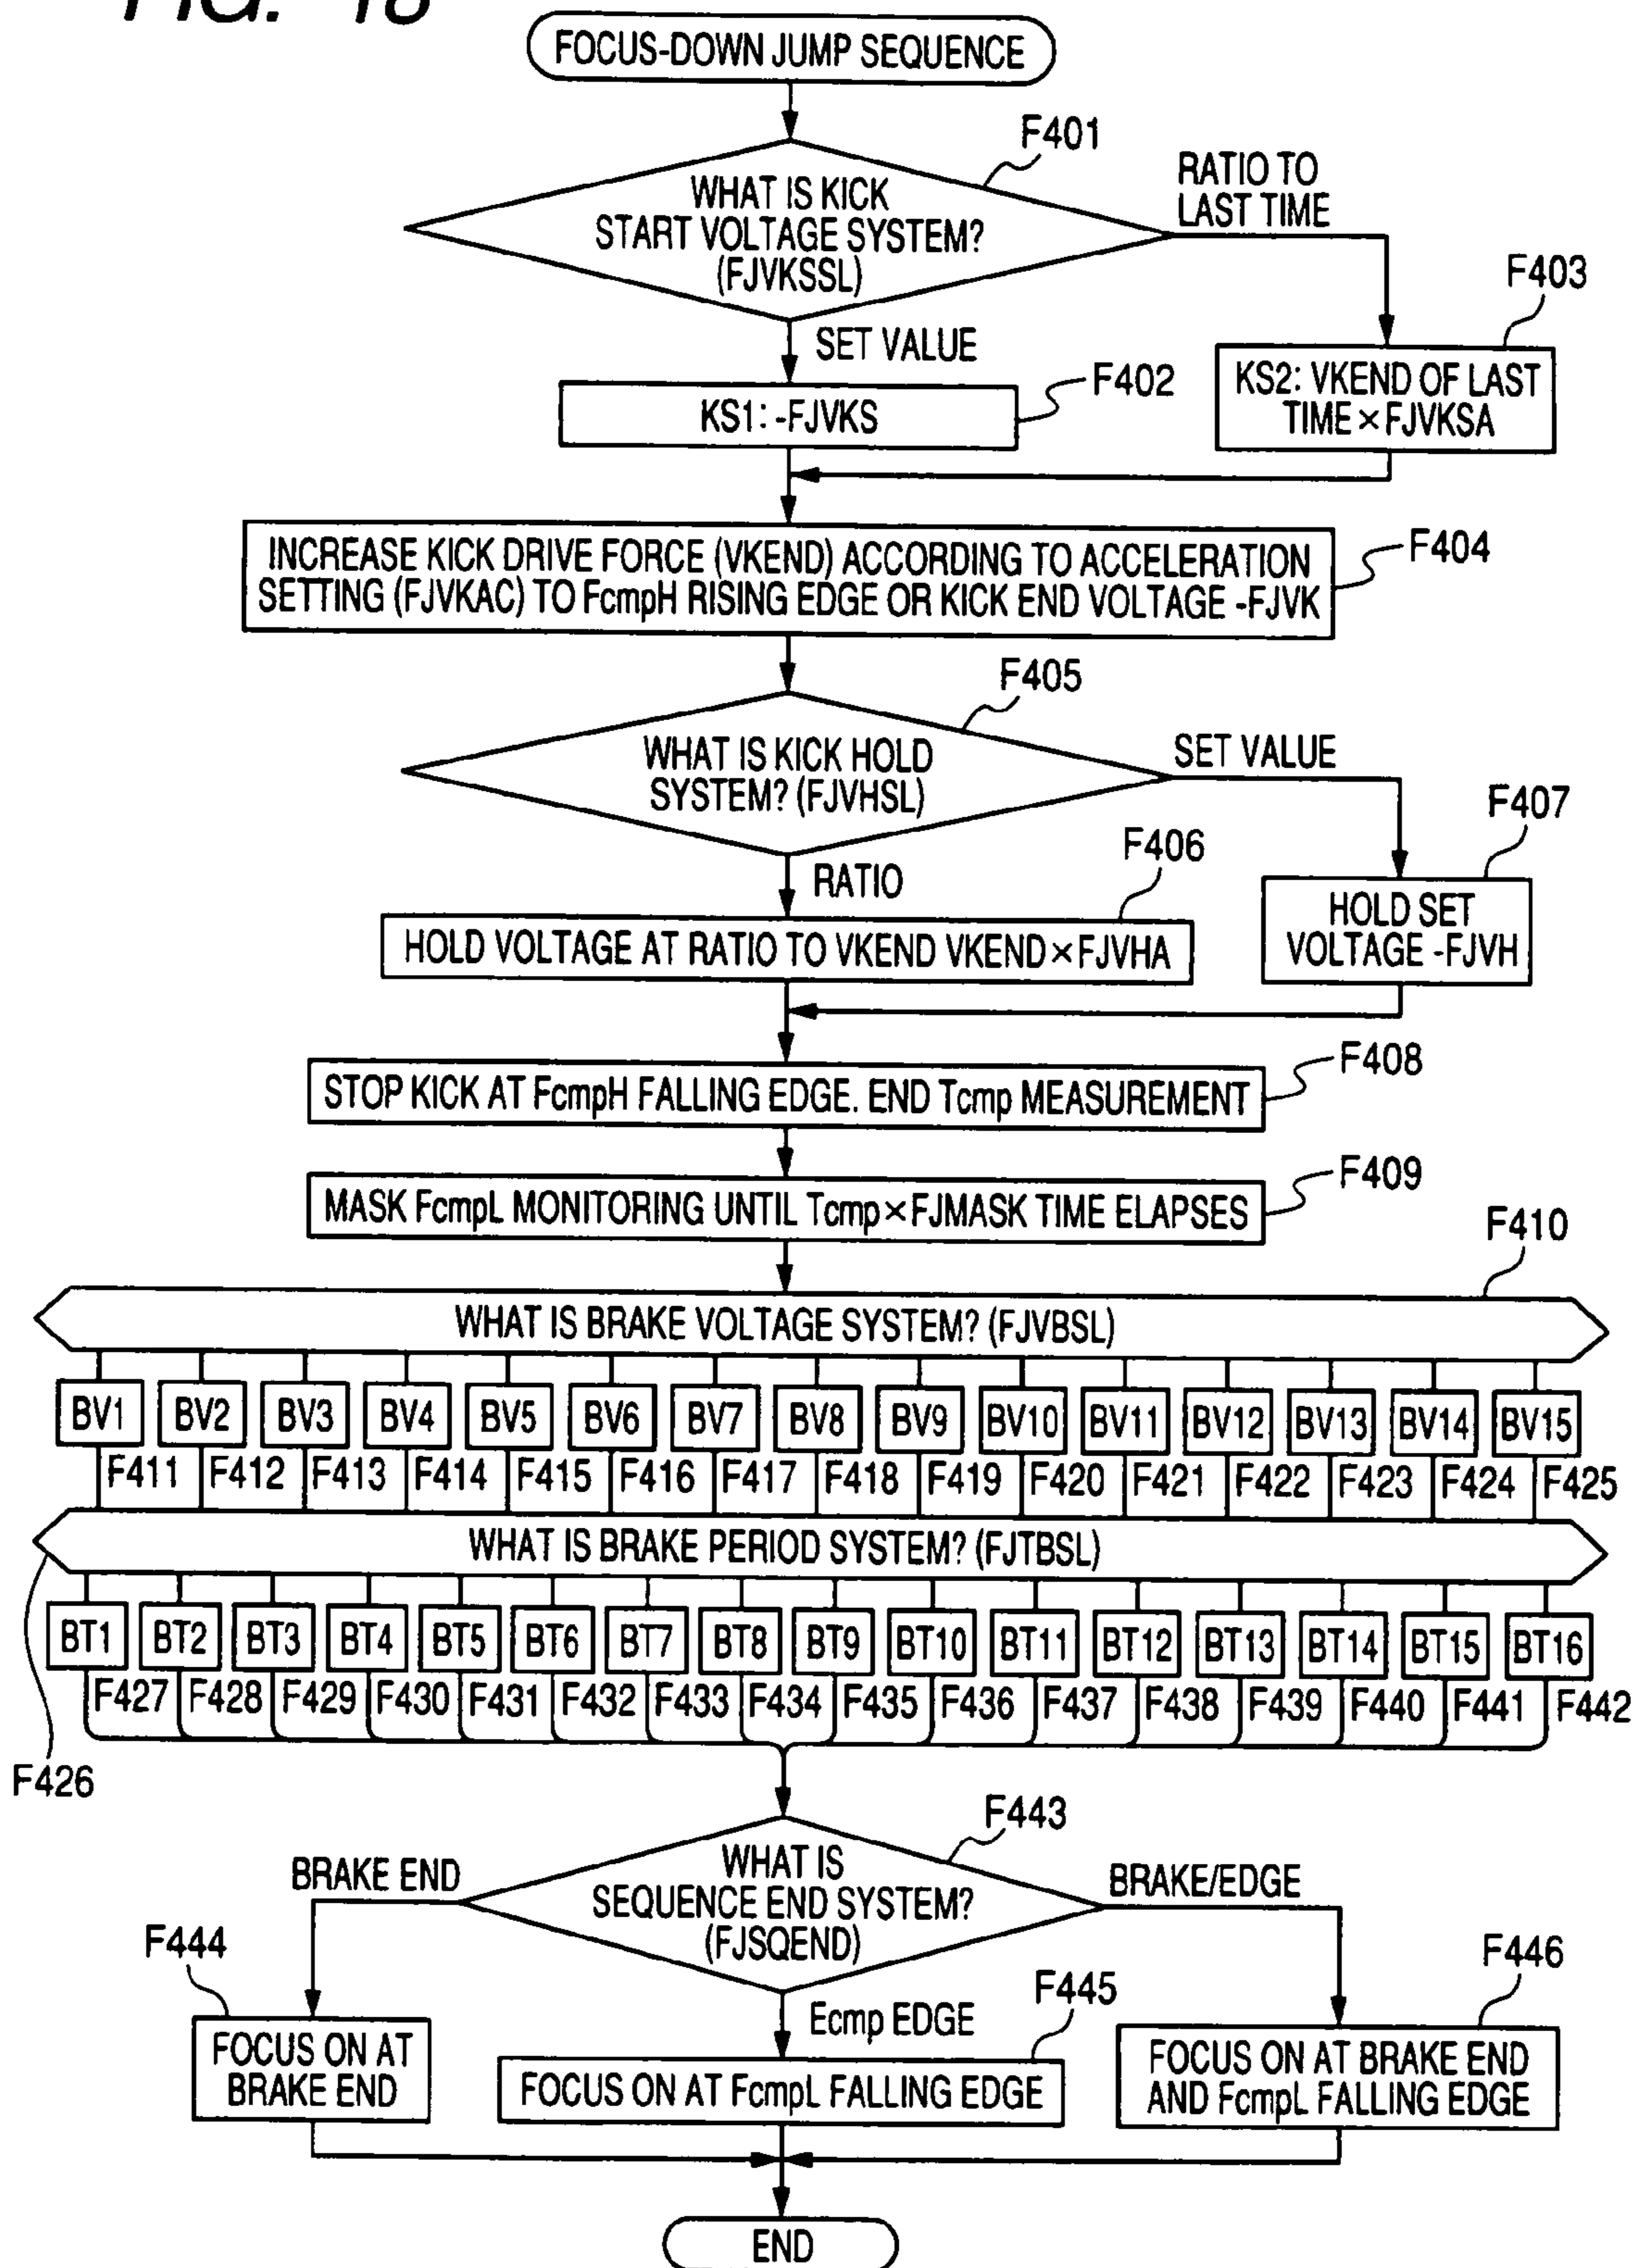 FOCUS-DOWN JUMP SEQUENCE
F401
WHAT IS KICK
START VOLTAGE SYSTEM?
(FJVKSSL)
RATIO TO
LAST TIME
F403
SET VALUE
F402
KS1: -FJVKS
KS2: VKEND OF LAST
TIME×FJVKSA
INCREASE KICK DRIVE FORCE (VKEND) ACCORDING TO ACCELERATION
SETTING (FJVKAC) TO FcmpH RISING EDGE OR KICK END VOLTAGE -FJVK
F404
F405
WHAT IS KICK HOLD
SYSTEM? (FJVHSL)
SET VALUE
F407
F406
RATIO
HOLD VOLTAGE AT RATIO TO VKEND VKEND×FJVHA
HOLD SET
VOLTAGE -FJVH
F408
STOP KICK AT FcmpH FALLING EDGE. END Tcmp MEASUREMENT
F409
MASK FcmpL MONITORING UNTIL Tcmp×FJMASK TIME ELAPSES
F410
WHAT IS BRAKE VOLTAGE SYSTEM? (FJVBSL)
BV1 BV2 BV3 BV4 BV5 BV6 BV7 BV8 BV9 BV10 BV11 BV12 BV13 BV14 BV15
F411 F412 F413 F414 F415 F416 F417 F418 F419 F420 F421 F422 F423 F424 F425
WHAT IS BRAKE PERIOD SYSTEM? (FJTBSL)
BT1 BT2 BT3 BT4 BT5 BT6 BT7 BT8 BT9 BT10 BT11 BT12 BT13 BT14 BT15 BT16
F427 F428 F429 F430 F431 F432 F433 F434 F435 F436 F437 F438 F439 F440 F441 F442
F426
F443
WHAT IS
SEQUENCE END SYSTEM?
(FJSQEND)
BRAKE END
BRAKE/EDGE
F444
F446
F445
Ecmp EDGE
FOCUS ON AT
BRAKE END
FOCUS ON AT FcmpL FALLING EDGE
FOCUS ON AT BRAKE END
AND FcmpL FALLING EDGE
END